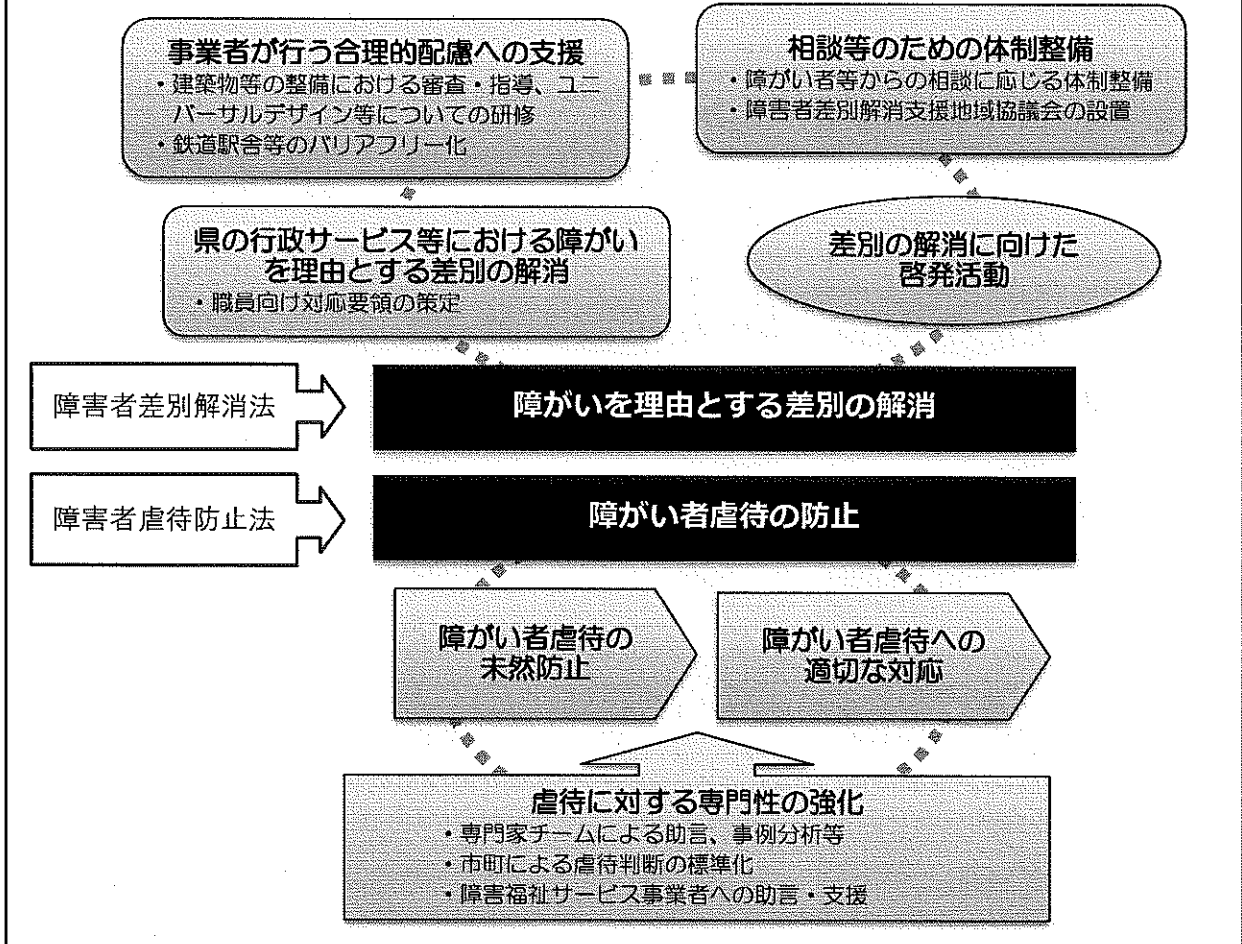 事業者が行う合理的配慮への支援
・建築物等の整備における審査・指導、ユニ
バーサルデザイン等についての研修
・鉄道駅舎等のバリアフリー化
相談等のための体制整備
・障がい者等からの相談に応じる体制整備
・障害者差別解消支援地域協議会の設置
県の行政サービス等における障がい
を理由とする差別の解消
・職員向け対応要領の策定
差別の解消に向けた
啓発活動
障害者差別解消法
障がいを理由とする差別の解消
障害者虐待防止法
障がい者虐待の防止
障がい者虐待の
未然防止
障がい者虐待への
適切な対応
虐待に対する専門性の強化
・専門家チームによる助言、事例分析等
・市町による虐待判断の標準化
・障害福祉サービス事業者への助言・支援